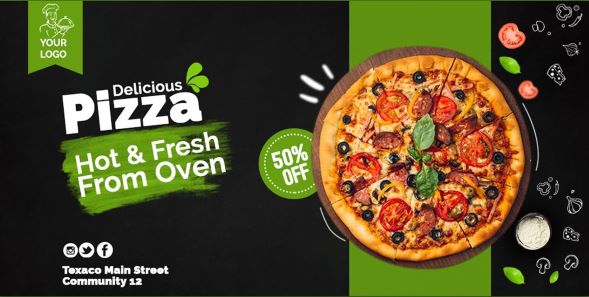 YOUR
LOGO
Delicious
Pizza
Hot & Fresh
From Oven
50%
OFF
Texaco Main Street
Community 12